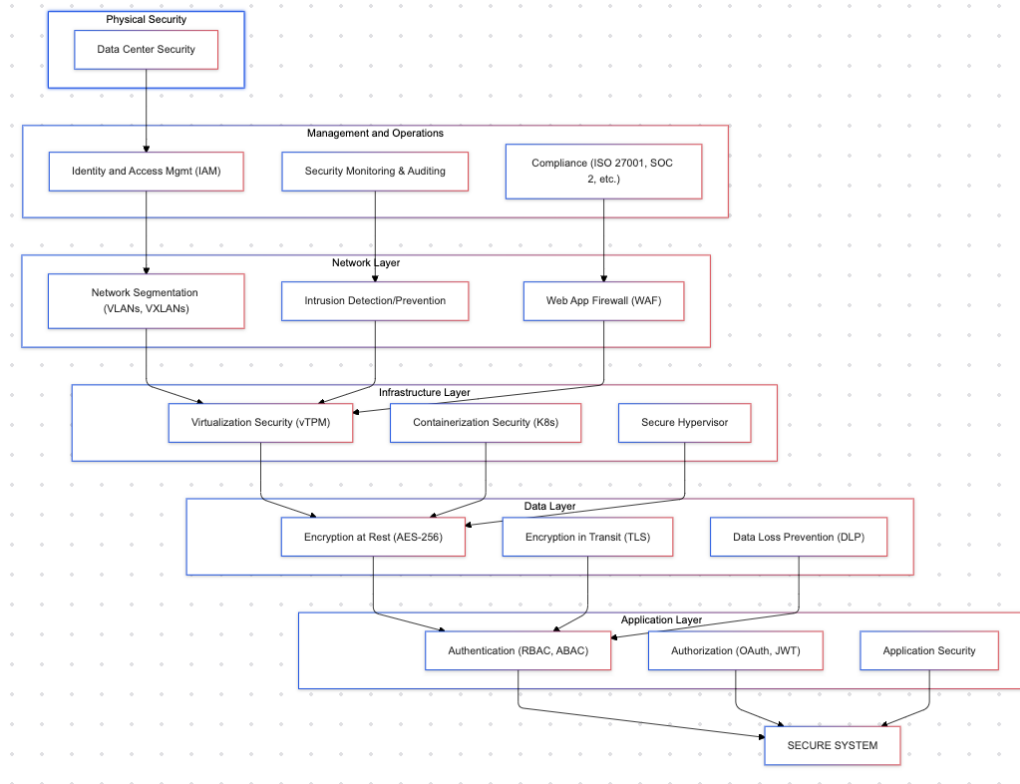 Physical Security
Data Center Security
Management and Operations
Identity and Access Mgmt (IAM)
Security Monitoring & Auditing
Compliance (ISO 27001, SOC
2, etc.)
Network Layer
Network Segmentation
(VLANs, VXLANs)
Intrusion Detection/Prevention
Web App Firewall (WAF)
Infrastructure Layer
Virtualization Security (vTPM)
Containerization Security (K8s)
Secure Hypervisor
Data Layer
Encryption at Rest (AES-256)
Encryption in Transit (TLS)
Data Loss Prevention (DLP)
Application Layer
Authentication (RBAC, ABAC)
Authorization (OAuth, JWT)
Application Security
SECURE SYSTEM